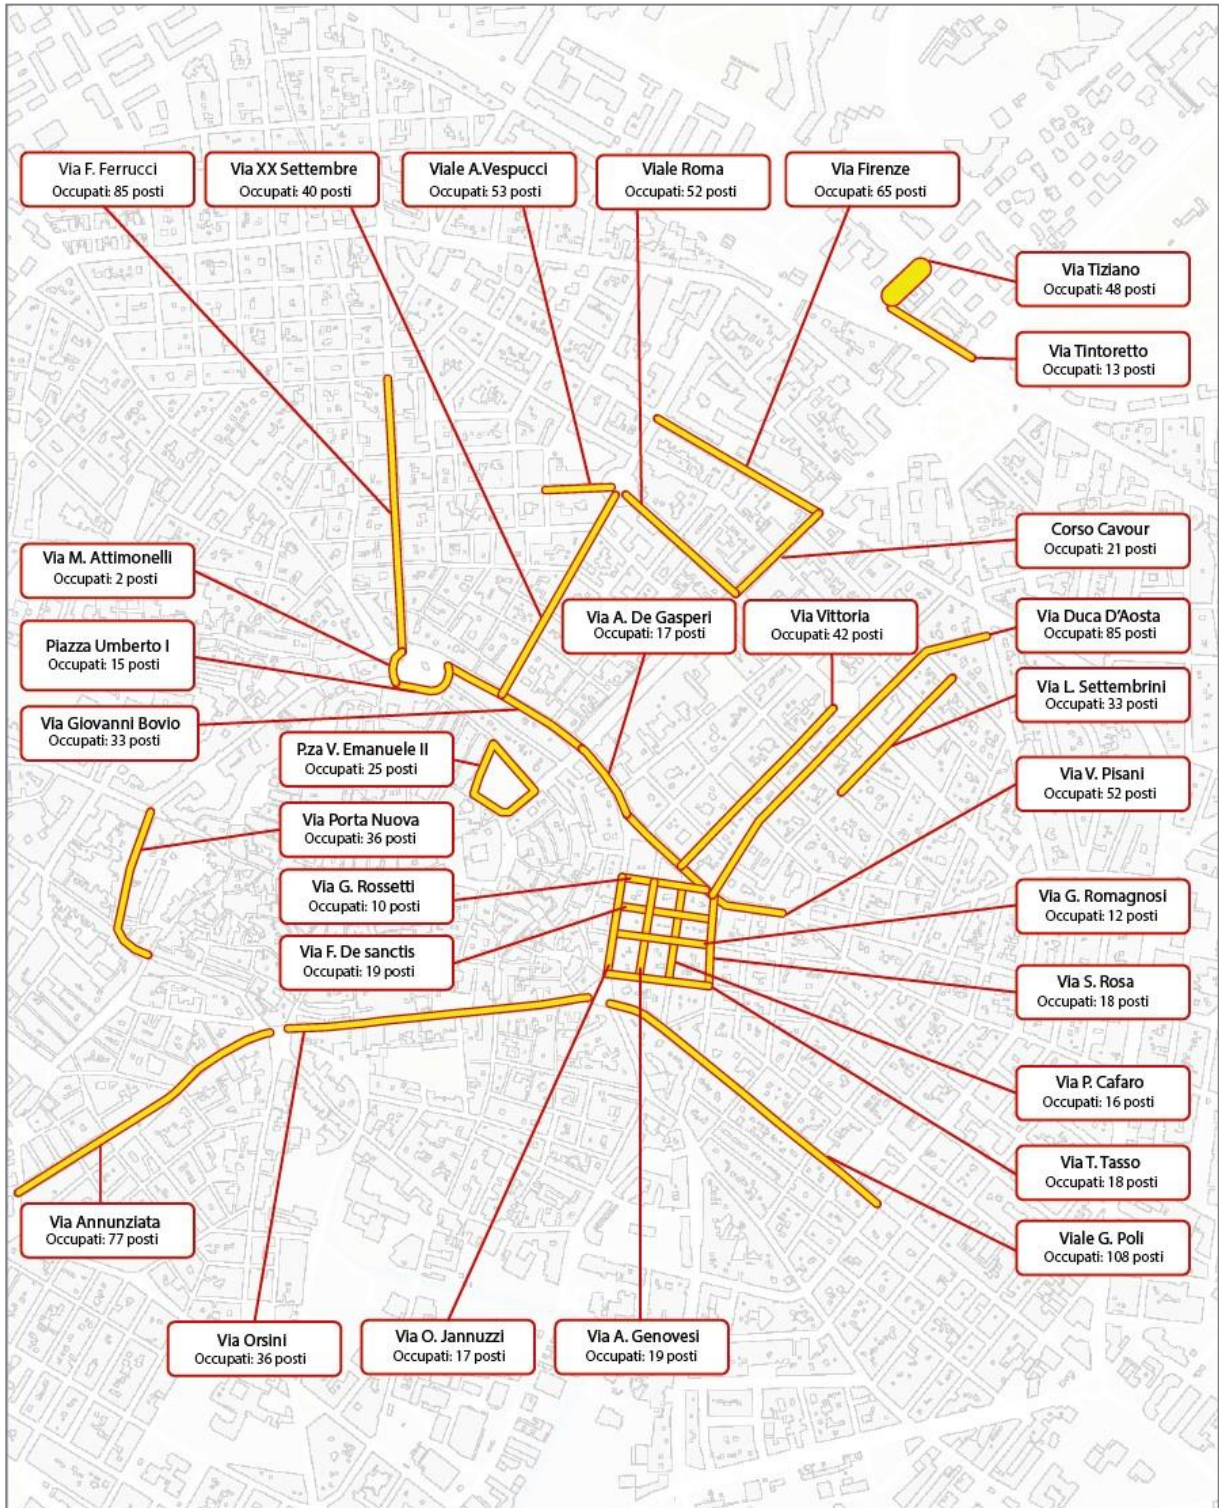 Via F. Ferrucci
Occupati: 85 posti
Via XX Settembre
Occupati: 40 posti
Viale A.Vespucci
Occupati: 53 posti
Viale Roma
Occupati: 52 posti
Via Firenze
Occupati: 65 posti
Via Tiziano
Occupati: 48 posti
Via Tintoretto
Occupati: 13 posti
Corso Cavour
Occupati: 21 posti
Via M. Attimonelli
Occupati: 2 posti
Via A. De Gasperi
Occupati: 17 posti
Via Vittoria
Occupati: 42 posti
Via Duca D'Aosta
Occupati: 85 posti
Piazza Umberto I
Occupati: 15 posti
Via L. Settembrini
Occupati: 33 posti
Via Giovanni Bovio
Occupati: 33 posti
P.za V. Emanuele II
Occupati: 25 posti
Via V. Pisani
Occupati: 52 posti
Via Porta Nuova
Occupati: 36 posti
Via G. Rossetti
Occupati: 10 posti
Via G. Romagnosi
Occupati: 12 posti
Via F. De sanctis
Occupati: 19 posti
Via S. Rosa
Occupati: 18 posti
Via P. Cafaro
Occupati: 16 posti
Via T. Tasso
Occupati: 18 posti
Via Annunziata
Occupati: 77 posti
Viale G. Poli
Occupati: 108 posti
Via Orsini
Occupati: 36 posti
Via O. Jannuzzi
Occupati: 17 posti
Via A. Genovesi
Occupati: 19 posti